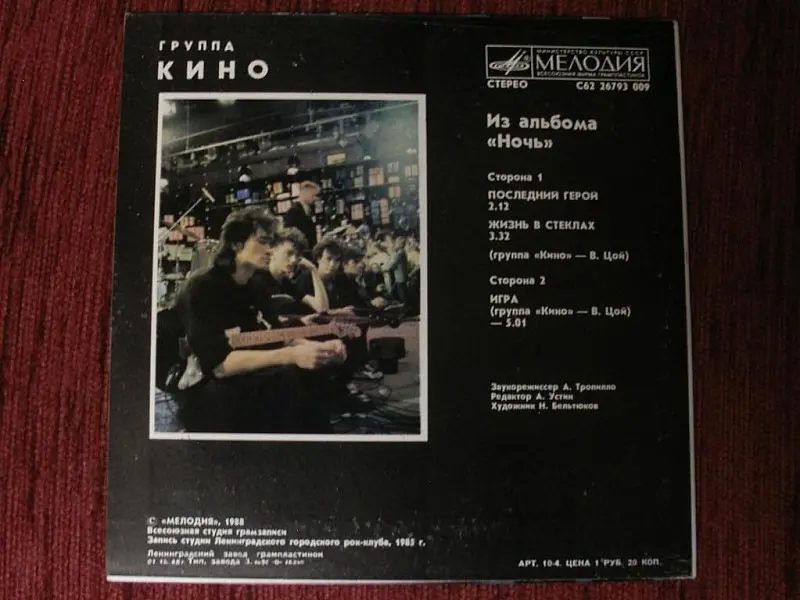 ГРУППА
КИНО
МИНИСТЕРСТВО КУЛЬТУРЫ СССР
МЕЛОДИЯ
ВСЕСОЮЗНАЯ ФИРМА ГРАМПЛАСТИНОК
СТЕРЕО С62 26793 009
Из альбома
«Ночь»
Сторона 1
ПОСЛЕДНИЙ ГЕРОЙ
2.12
ЖИЗНЬ В СТЕКЛАХ
3.32
(группа «Кино» — В. Цой)
Сторона 2
ИГРА
(группа «Кино» — В. Цой)
— 5.01
Звукорежиссер А. Тропилло
Редактор А. Устин
Художник Н. Бельтюков
© «МЕЛОДИЯ», 1988
Всесоюзная студия грамзаписи
Запись студии Ленинградского городского рок-клуба, 1985 г.
Ленинградский завод грампластинок
Тип. завода
АРТ. 10-4. ЦЕНА 1 РУБ. 20 КОП.